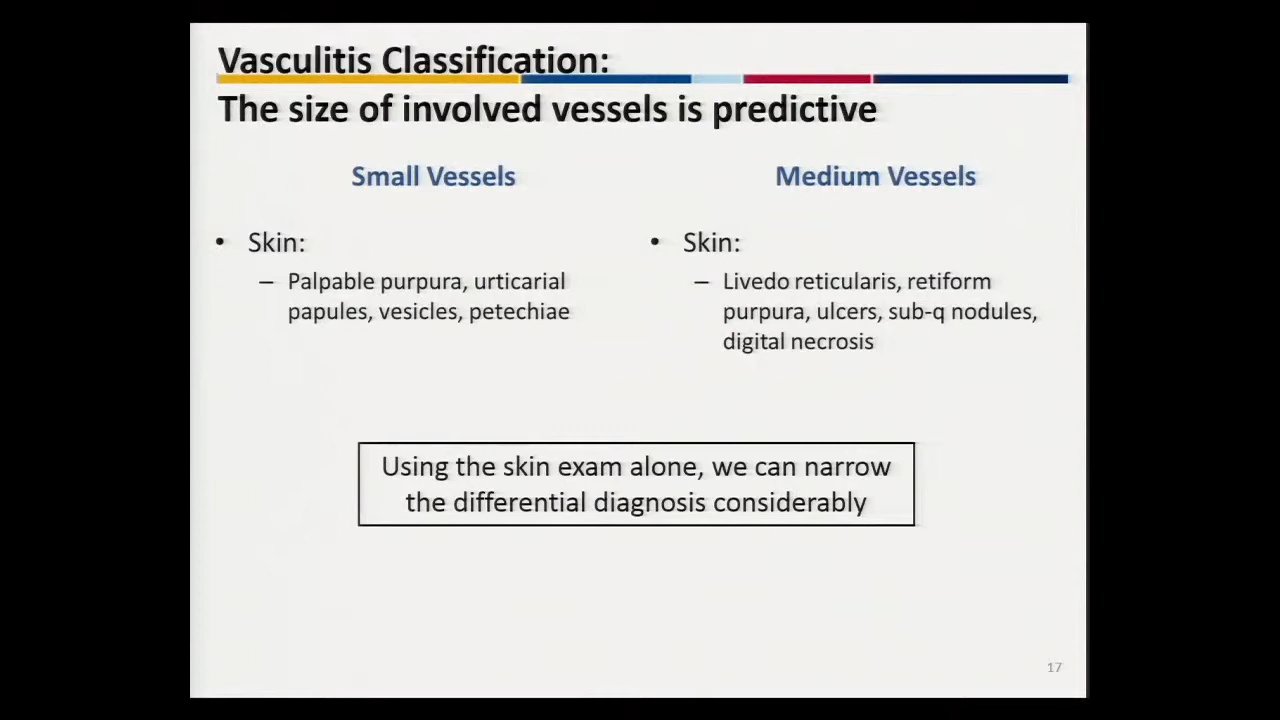 Vasculitis Classification:
The size of involved vessels is predictive
Small Vessels
• Skin:
– Palpable purpura, urticarial
papules, vesicles, petechiae
Medium Vessels
• Skin:
– Livedo reticularis, retiform
purpura, ulcers, sub-q nodules,
digital necrosis
Using the skin exam alone, we can narrow
the differential diagnosis considerably
17